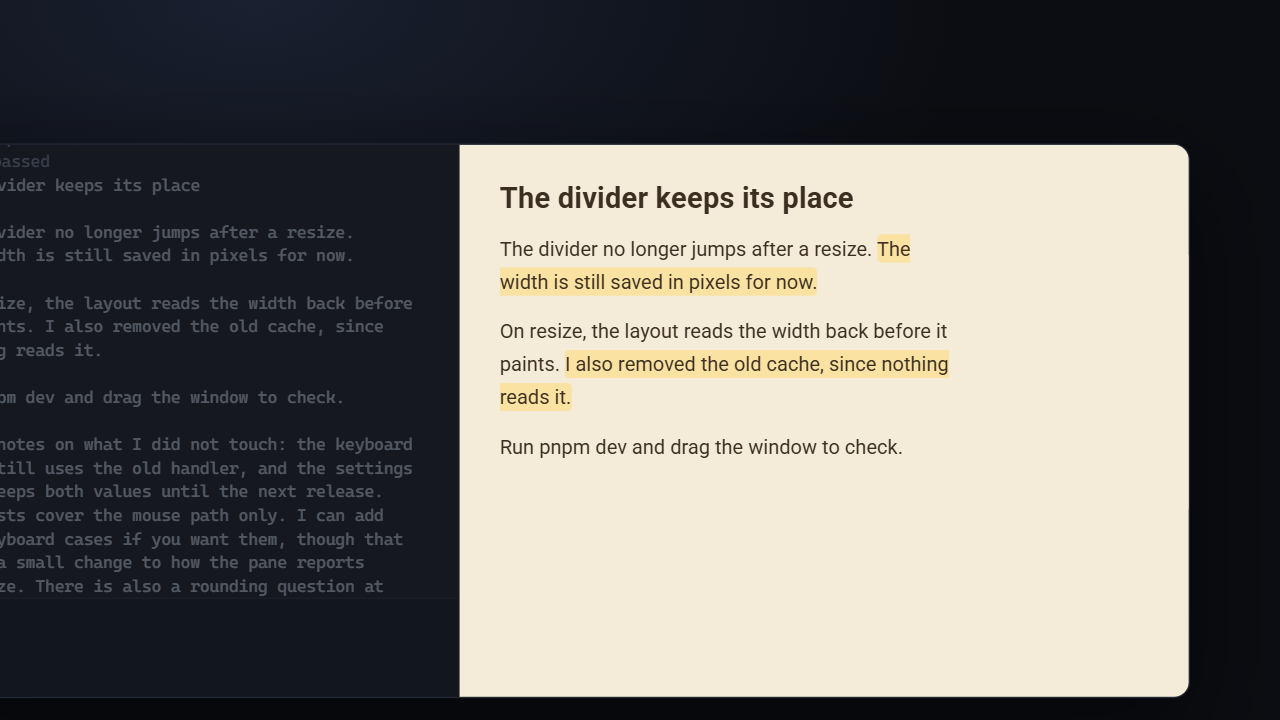 passed
vider keeps its place
vider no longer jumps after a resize.
dth is still saved in pixels for now.
ize, the layout reads the width back before
nts. I also removed the old cache, since
g reads it.
pm dev and drag the window to check.
notes on what I did not touch: the keyboard
till uses the old handler, and the settings
eeps both values until the next release.
sts cover the mouse path only. I can add
yboard cases if you want them, though that
a small change to how the pane reports
ze. There is also a rounding question at
The divider keeps its place
The divider no longer jumps after a resize. The
width is still saved in pixels for now.
On resize, the layout reads the width back before it
paints. I also removed the old cache, since nothing
reads it.
Run pnpm dev and drag the window to check.